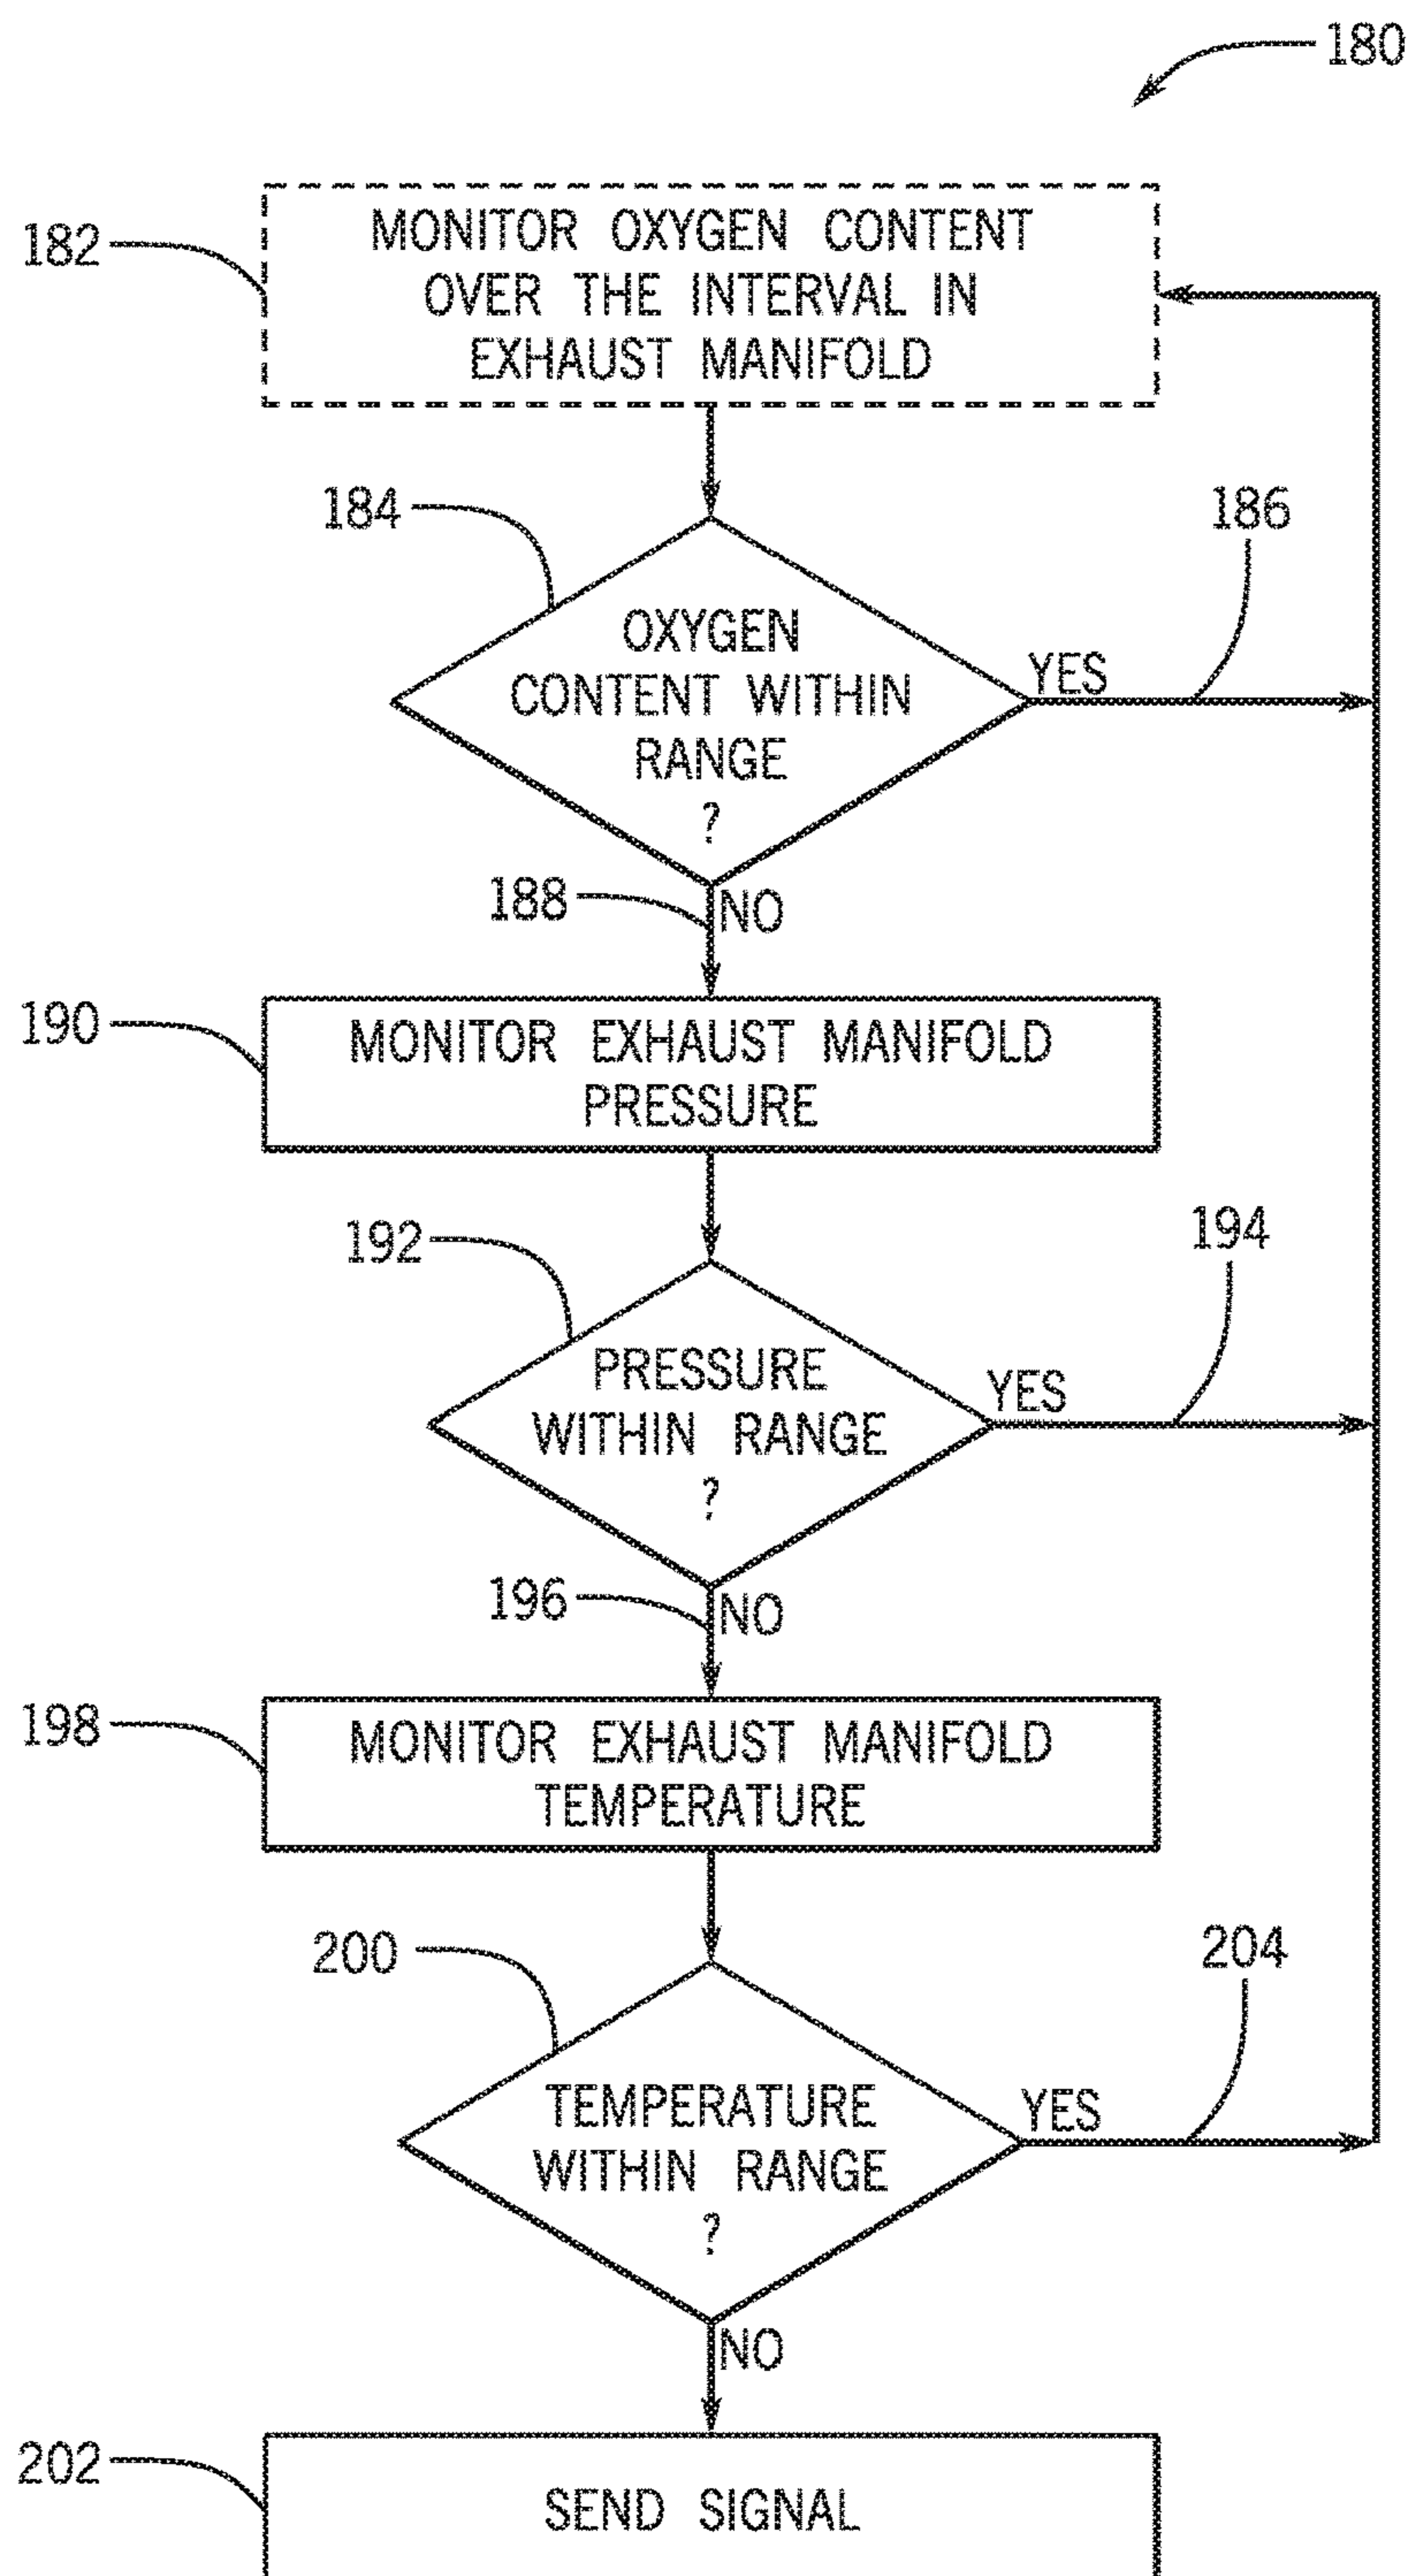 180
182
MONITOR OXYGEN CONTENT
OVER THE INTERVAL IN
EXHAUST MANIFOLD
184
186
OXYGEN
CONTENT WITHIN
RANGE
?
YES
188
NO
190
MONITOR EXHAUST MANIFOLD
PRESSURE
192
194
PRESSURE
WITHIN RANGE
?
YES
196
NO
198
MONITOR EXHAUST MANIFOLD
TEMPERATURE
200
204
TEMPERATURE
WITHIN RANGE
?
YES
NO
202
SEND SIGNAL